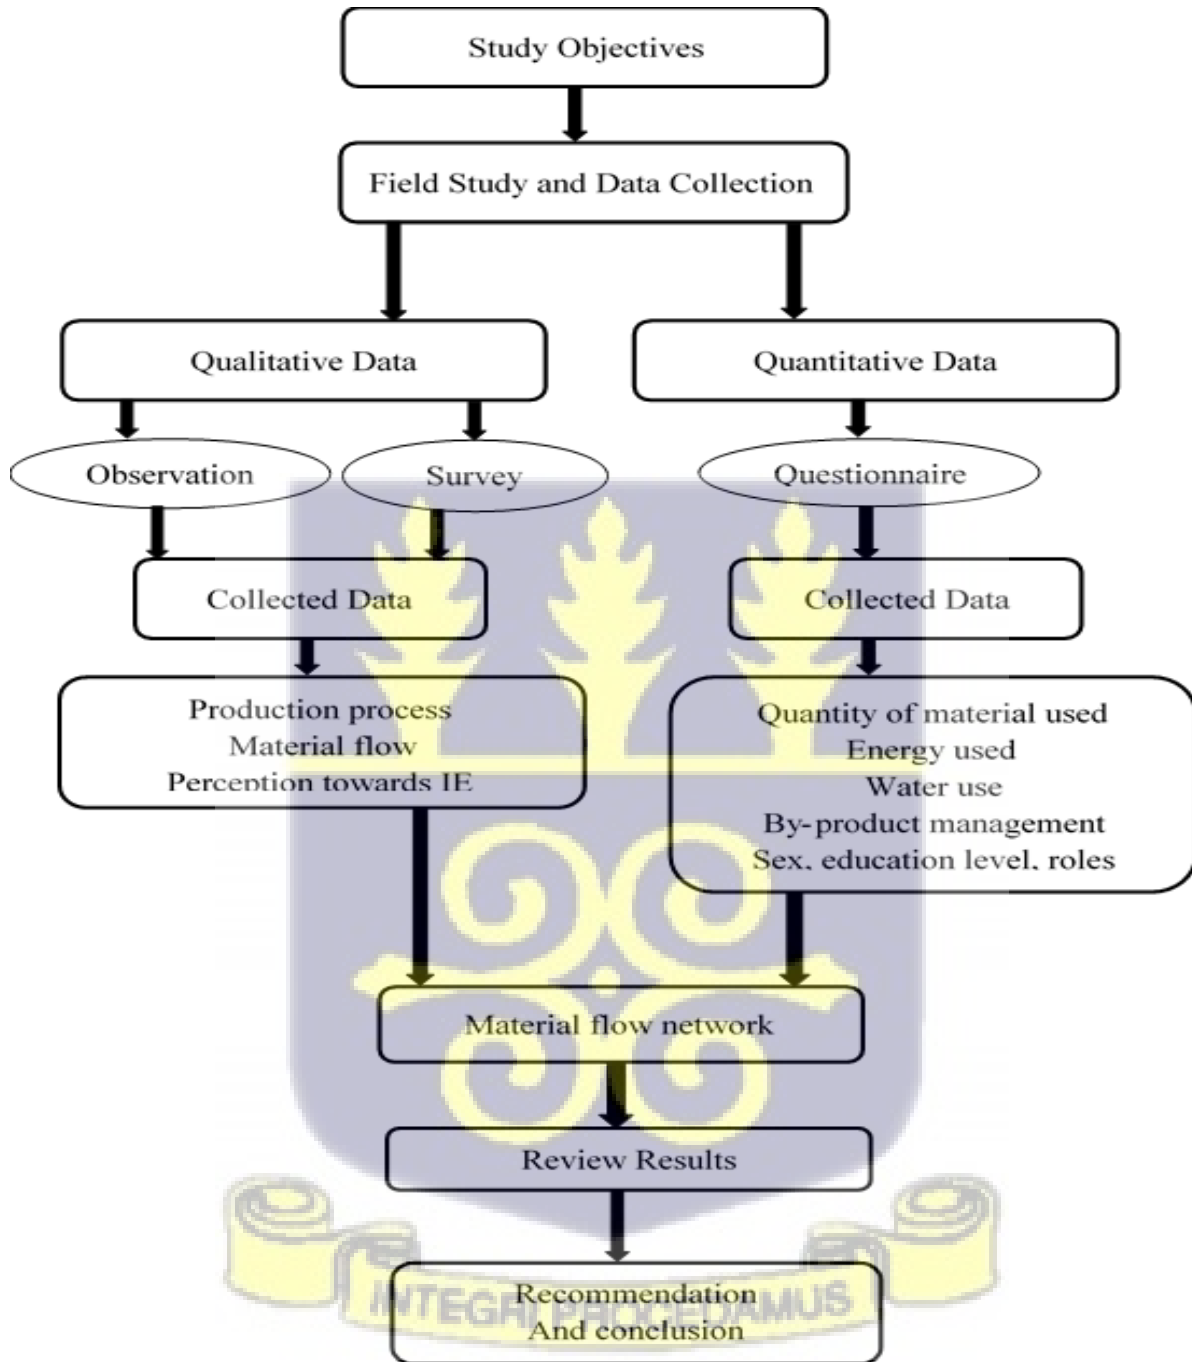 Study Objectives
Field Study and Data Collection
Qualitative Data
Quantitative Data
Observation
Survey
Questionnaire
Collected Data
Collected Data
Production process
Material flow
Perception towards IE
Quantity of material used
Energy used
Water use
By-product management
Sex, education level, roles
Material flow network
Review Results
Recommendation
And conclusion
INTEGRI PROCEDAMUS